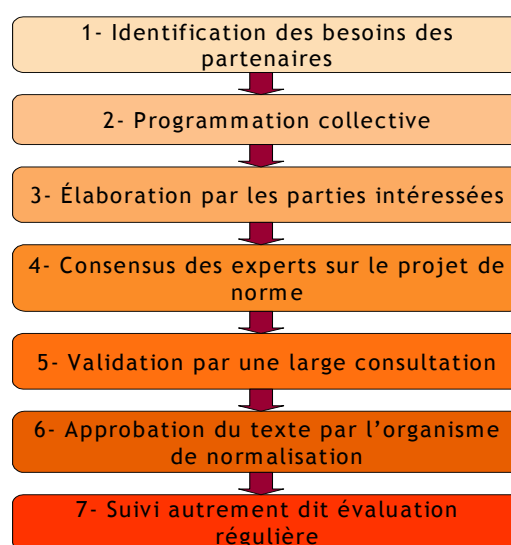 1- Identification des besoins des
partenaires
2- Programmation collective
3- Élaboration par les parties intéressées
4- Consensus des experts sur le projet de
norme
5- Validation par une large consultation
6- Approbation du texte par l’organisme
de normalisation
7- Suivi autrement dit évaluation
régulière